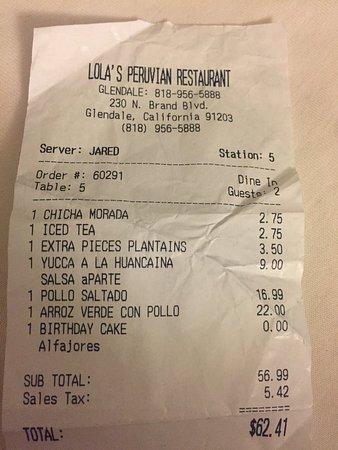 LOLA'S PERUVIAN RESTAURANT
GLENDALE: 818-956-5888
230 N. Brand Blvd.
Glendale, California 91203
(818) 956-5888
Server: JARED Station: 5
Order #: 60291 Dine In
Table: 5 Guests: 2
1 CHICHA MORADA 2.75
1 ICED TEA 2.75
1 EXTRA PIECES PLANTAINS 3.50
1 YUCCA A LA HUANCAINA 9.00
SALSA aPARTE
1 POLLO SALTADO 16.99
1 ARROZ VERDE CON POLLO 22.00
1 BIRTHDAY CAKE 0.00
Alfajores
SUB TOTAL: 56.99
Sales Tax: 5.42
TOTAL: $62.41